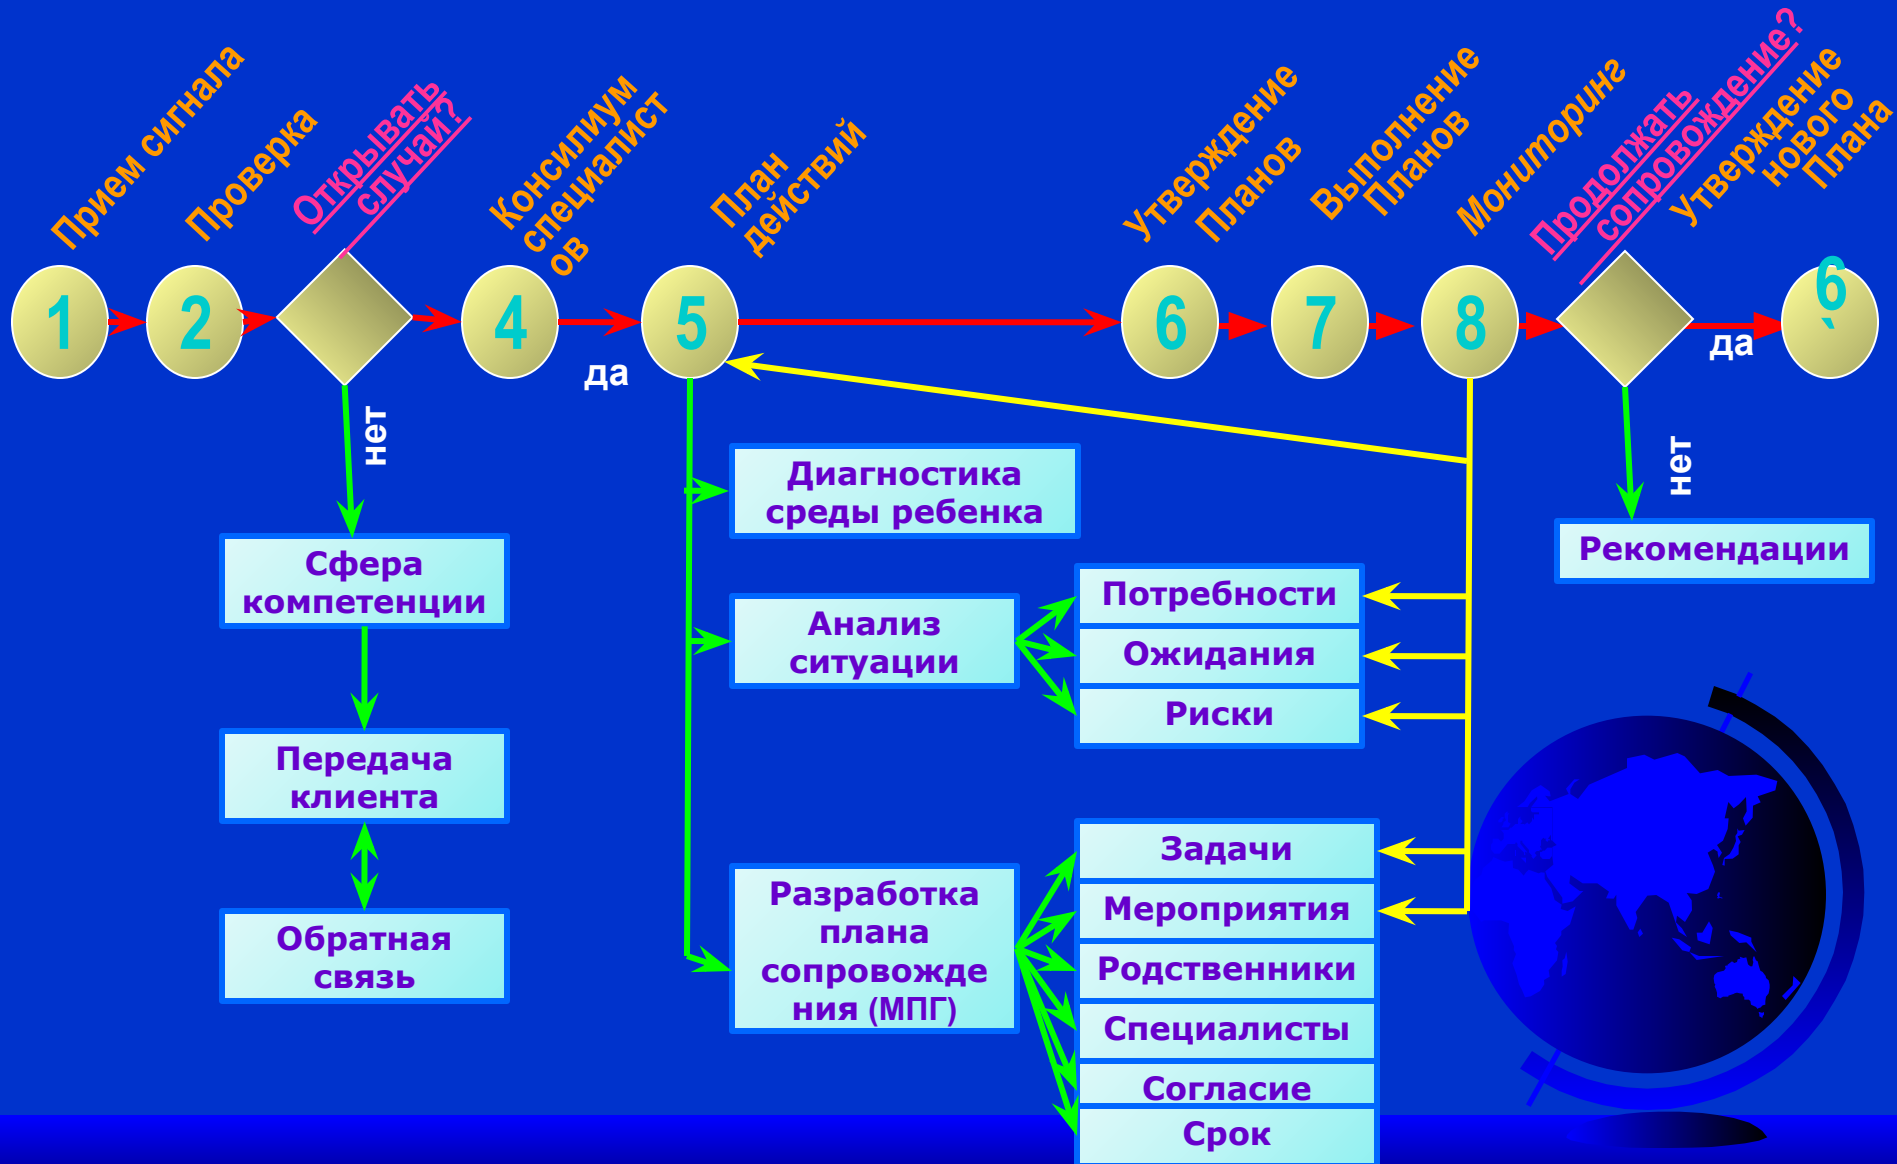 Прием сигнала
Проверка
Открывать
случай?
Консилиум
специалист
ов
План
действий
Утверждение
Планов
Выполнение
Планов
Мониторинг
Продолжать
сопровождение?
Утверждение
нового
Плана
1
2
4
5
6
7
8
6
`
да
да
нет
нет
Диагностика
среды ребенка
Сфера
компетенции
Рекомендации
Анализ
ситуации
Потребности
Ожидания
Риски
Передача
клиента
Обратная
связь
Разработка
плана
сопровожде
ния (МПГ)
Задачи
Мероприятия
Родственники
Специалисты
Согласие
Срок